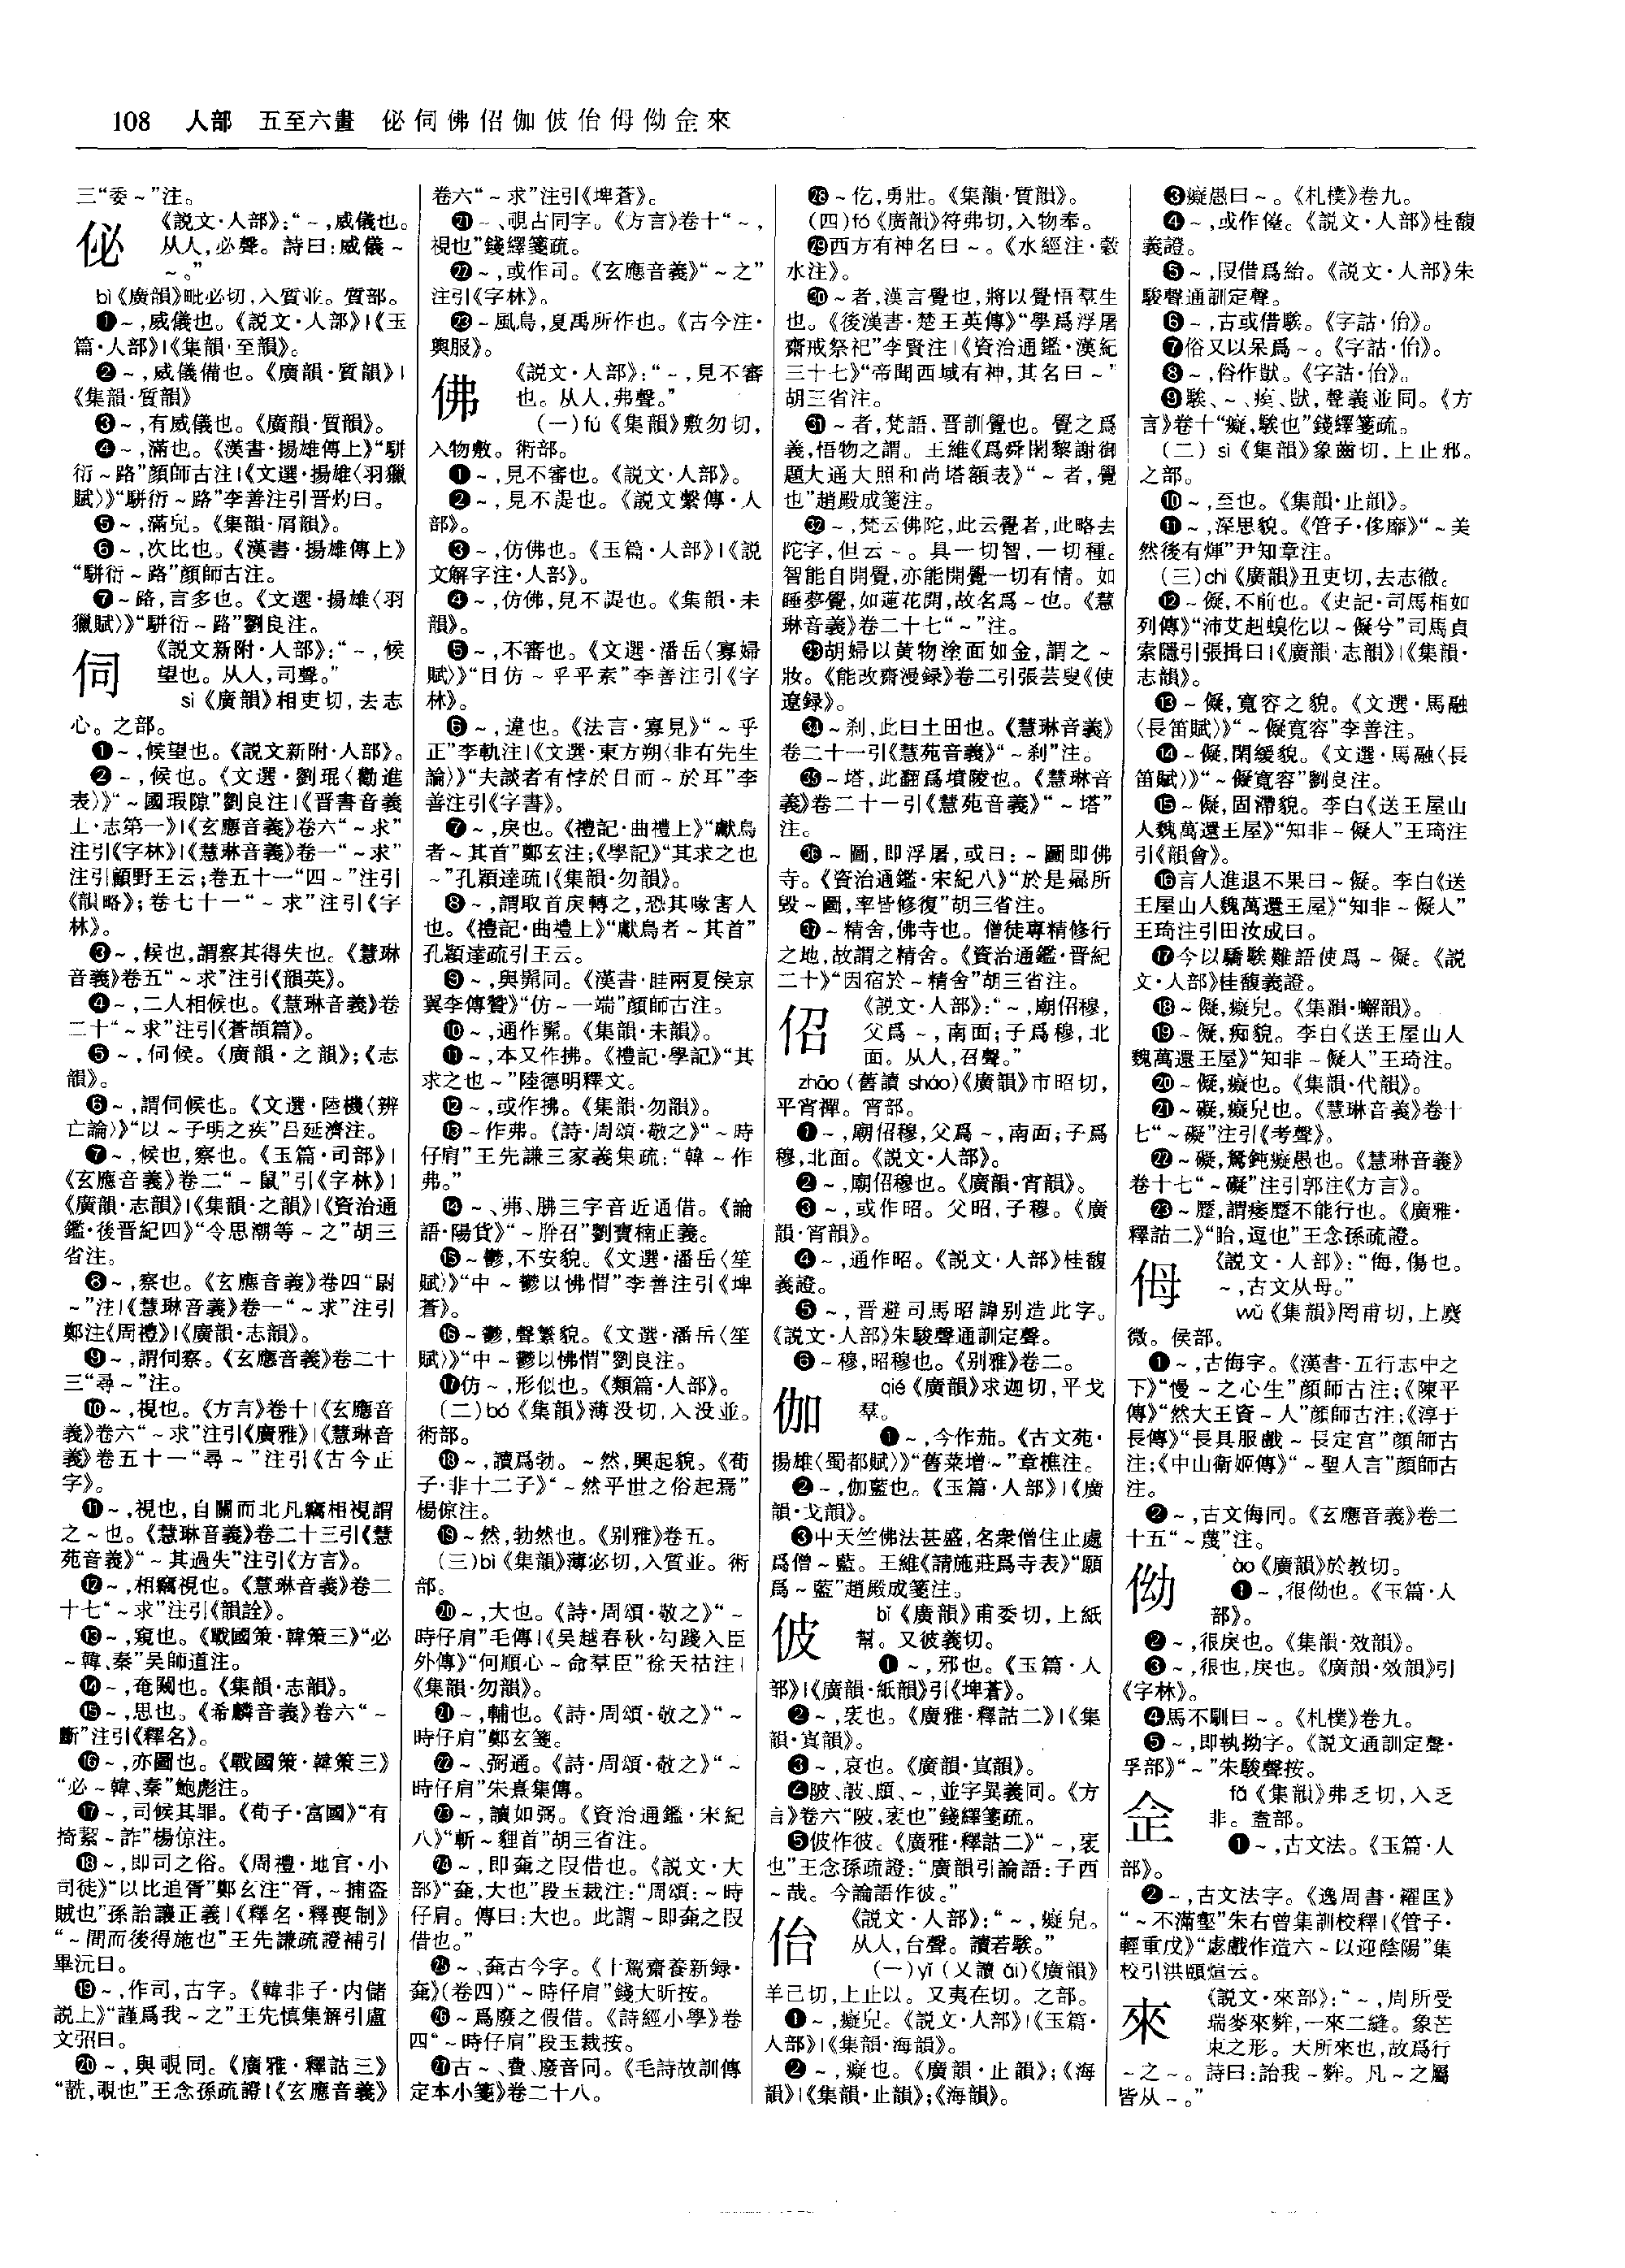 108 人部 五至六畫 佖伺佛佋伽佊佁㑄㑃仺來
三“委～”注。
佖
《説文·人部》：“～，威儀也。
从人，必聲。詩曰：威儀～
～。”
bì《廣韻》毗必切，入質並。質部。
❶～，威儀也。《説文·人部》|《玉
篇·人部》|《集韻·至韻》。
❷～，威儀備也。《廣韻·質韻》|
《集韻·質韻》
❸～，有威儀也。《廣韻·質韻》。
❹～，滿也。《漢書·揚雄傳上》“駢
衍～路”顔師古注|《文選·揚雄〈羽獵
賦〉》“駢衍～路”李善注引晋灼曰。
❺～，滿皃。《集韻·屑韻》。
❻～，次比也。《漢書·揚雄傳上》
“駢衍～路”顔師古注。
❼～路，言多也。《文選·揚雄〈羽
獵賦〉》“駢衍～路”劉良注。
伺
《説文新附·人部》：“～，候
望也。从人，司聲。”
sì《廣韻》相吏切，去志
心。之部。
❶～，候望也。《説文新附·人部》。
❷～，候也。《文選·劉琨〈勸進
表〉》“～國瑕隙”劉良注|《晋書音義
上·志第一》|《玄應音義》卷六“～求”
注引《字林》|《慧琳音義》卷一“～求”
注引顧野王云；卷五十一“四～”注引
《韻略》；卷七十一“～求”注引《字
林》。
❸～，候也，謂察其得失也。《慧琳
音義》卷五“～求”注引《韻英》。
❹～，二人相候也。《慧琳音義》卷
二十“～求”注引《蒼頡篇》。
❺～，伺候。《廣韻·之韻》；《志
韻》。
❻～，謂伺候也。《文選·陸機〈辨
亡論〉》“以～子明之疾”吕延濟注。
❼～，候也，察也。《玉篇·司部》|
《玄應音義》卷二“～鼠”引《字林》|
《廣韻·志韻》|《集韻·之韻》|《資治通
鑑·後晋紀四》“令思潮等～之”胡三
省注。
❽～，察也。《玄應音義》卷四“尉
～”注|《慧琳音義》卷一“～求”注引
鄭注《周禮》|《廣韻·志韻》。
❾～，謂伺察。《玄應音義》卷二十
三“尋～”注。
❿～，視也。《方言》卷十|《玄應音
義》卷六“～求”注引《廣雅》|《慧琳音
義》卷五十一“尋～”注引《古今正
字》。
⓫～，視也，自關而北凡竊相視謂
之～也。《慧琳音義》卷二十三引《慧
苑音義》“～其過失”注引《方言》。
⓬～，相竊視也。《慧琳音義》卷二
十七“～求”注引《韻詮》。
⓭～，窺也。《戰國策·韓策三》“必
～韓、秦”吴師道注。
⓮～，奄闚也。《集韻·志韻》。
⓯～，思也。《希麟音義》卷六“～
斷”注引《釋名》。
⓰～，亦圖也。《戰國策·韓策三》
“必～韓、秦”鮑彪注。
⓱～，司候其罪。《荀子·富國》“有
掎絜～詐”楊倞注。
⓲～，即司之俗。《周禮·地官·小
司徒》“以比追胥”鄭玄注“胥，～捕盜
賊也”孫詒讓正義|《釋名·釋喪制》
“～間而後得施也”王先謙疏證補引
畢沅曰。
⓳～，作司，古字。《韓非子·内儲
説上》“謹爲我～之”王先慎集解引盧
文弨曰。
⓴～，與覗同。《廣雅·釋詁三》
“覗也”王念孫疏證|《玄應音義》
卷六“～求”注引《埤蒼》。
㉑～、覗古同字。《方言》卷十“～，
視也”錢繹箋疏。
㉒～，或作司。《玄應音義》“～之”
注引《字林》。
㉓～風鳥，夏禹所作也。《古今注·
輿服》。
佛
《説文·人部》：“～，見不審
也。从人，弗聲。”
(一)fú《集韻》敷勿切，
入物敷。術部。
❶～，見不審也。《説文·人部》。
❷～，見不諟也。《説文繫傳·人
部》。
❸～，仿佛也。《玉篇·人部》|《説
文解字注·人部》。
❹～，仿佛，見不諟也。《集韻·未
韻》。
❺～，不審也。《文選·潘岳〈寡婦
賦〉》“目仿～乎平素”李善注引《字
林》。
❻～，違也。《法言·寡見》“～乎
正”李軌注|《文選·東方朔〈非有先生
論〉》“夫談者有悖於目而～於耳”李
善注引《字書》。
❼～，戾也。《禮記·曲禮上》“獻鳥
者～其首”鄭玄注；《學記》“其求之也
～”孔穎達疏|《集韻·勿韻》。
❽～，謂取首戾轉之，恐其喙害人
也。《禮記·曲禮上》“獻鳥者～其首”
孔穎達疏引王云。
❾～，與髴同。《漢書·眭兩夏侯京
翼李傳贊》“仿～一端”顔師古注。
❿～，通作髴。《集韻·未韻》。
⓫～，本又作拂。《禮記·學記》“其
求之也～”陸德明釋文。
⓬～，或作拂。《集韻·勿韻》。
⓭～作弗。《詩·周頌·敬之》“～時
仔肩”王先謙三家義集疏：“韓～作
弗。”
⓮～、茀、肸三字音近通借。《論
語·陽貨》“～肸召”劉寶楠正義。
⓯～鬱，不安貌。《文選·潘岳〈笙
賦〉》“中～鬱以怫愲”李善注引《埤
蒼》。
⓰～鬱，聲繁貌。《文選·潘岳〈笙
賦〉》“中～鬱以怫愲”劉良注。
⓱仿～，形似也。《類篇·人部》。
(二)bó《集韻》薄没切，入没並。
術部。
⓲～，讀爲勃。～然，興起貌。《荀
子·非十二子》“～然平世之俗起焉”
楊倞注。
⓳～然，勃然也。《别雅》卷五。
(三)bì《集韻》薄必切，入質並。術
部。
⓴～，大也。《詩·周頌·敬之》“～
時仔肩”毛傳|《吴越春秋·勾踐入臣
外傳》“何順心～命羣臣”徐天祜注|
《集韻·勿韻》。
㉑～，輔也。《詩·周頌·敬之》“～
時仔肩”鄭玄箋。
㉒～、弼通。《詩·周頌·敬之》“～
時仔肩”朱熹集傳。
㉓～，讀如弼。《資治通鑑·宋紀
八》“斬～貍首”胡三省注。
㉔～，即奰之叚借也。《説文·大
部》“奰，大也”段玉裁注：“周頌：～時
仔肩。傳曰：大也。此謂～即奰之叚
借也。”
㉕～、奰古今字。《十駕齋養新録·
奰》（卷四）“～時仔肩”錢大昕按。
㉖～爲廢之假借。《詩經小學》卷
四“～時仔肩”段玉裁按。
㉗古～、費、廢音同。《毛詩故訓傳
定本小箋》卷二十八。
㉘～仡，勇壯。《集韻·質韻》。
(四)fó《廣韻》符弗切，入物奉。
㉙西方有神名曰～。《水經注·穀
水注》。
㉚～者，漢言覺也，將以覺悟羣生
也。《後漢書·楚王英傳》“學爲浮屠
齋戒祭祀”李賢注|《資治通鑑·漢紀
三十七》“帝聞西域有神，其名曰～”
胡三省注。
㉛～者，梵語，晋訓覺也。覺之爲
義，悟物之謂。王維《爲舜闍黎謝御
題大通大照和尚塔額表》“～者，覺
也”趙殿成箋注。
㉜～，梵云佛陀，此云覺者，此略去
陀字，但云～。具一切智，一切種。
智能自開覺，亦能開覺一切有情。如
睡夢覺，如蓮花開，故名爲～也。《慧
琳音義》卷二十七“～”注。
㉝胡婦以黄物塗面如金，謂之～
妝。《能改齋漫録》卷二引張芸叟《使
遼録》。
㉞～刹，此曰土田也。《慧琳音義》
卷二十一引《慧苑音義》“～刹”注。
㉟～塔，此翻爲墳陵也。《慧琳音
義》卷二十一引《慧苑音義》“～塔”
注。
㊱～圖，即浮屠，或曰：～圖即佛
寺。《資治通鑑·宋紀八》“於是曏所
毁～圖，率皆修復”胡三省注。
㊲～精舍，佛寺也。僧徒專精修行
之地，故謂之精舍。《資治通鑑·晋紀
二十》“因宿於～精舍”胡三省注。
佋
《説文·人部》：“～，廟佋穆，
父爲～，南面；子爲穆，北
面。从人，召聲。”
zhāo（舊讀 sháo）《廣韻》市昭切，
平宵禪。宵部。
❶～，廟佋穆，父爲～，南面；子爲
穆，北面。《説文·人部》。
❷～，廟佋穆也。《廣韻·宵韻》。
❸～，或作昭。父昭，子穆。《廣
韻·宵韻》。
❹～，通作昭。《説文·人部》桂馥
義證。
❺～，晋避司馬昭諱别造此字。
《説文·人部》朱駿聲通訓定聲。
❻～穆，昭穆也。《别雅》卷二。
伽
qié《廣韻》求迦切，平戈
羣。
❶～，今作茄。《古文苑·
揚雄〈蜀都賦〉》“舊菜增～”章樵注。
❷～，伽藍也。《玉篇·人部》|《廣
韻·戈韻》。
❸中天竺佛法甚盛，名衆僧住止處
爲僧～藍。王維《請施莊爲寺表》“願
爲～藍”趙殿成箋注。
佊
bǐ《廣韻》甫委切，上紙
幫。又彼義切。
❶～，邪也。《玉篇·人
部》|《廣韻·紙韻》引《埤蒼》。
❷～，衺也。《廣雅·釋詁二》|《集
韻·寘韻》。
❸～，哀也。《廣韻·寘韻》。
❹陂、詖、頗、～，並字異義同。《方
言》卷六“陂，衺也”錢繹箋疏。
❺佊作彼。《廣雅·釋詁二》“～，衺
也”王念孫疏證：“廣韻引論語：子西
～哉。今論語作彼。”
佁
《説文·人部》：“～，癡皃。
从人，台聲。讀若騃。”
(一)yǐ（又讀 ǎi）《廣韻》
羊己切，上止以。又夷在切。之部。
❶～，癡皃。《説文·人部》|《玉篇·
人部》|《集韻·海韻》。
❷～，癡也。《廣韻·止韻》；《海
韻》|《集韻·止韻》；《海韻》。
❸癡愚曰～。《札樸》卷九。
❹～，或作儓。《説文·人部》桂馥
義證。
❺～，叚借爲紿。《説文·人部》朱
駿聲通訓定聲。
❻～，古或借騃。《字詁·佁》。
❼俗又以呆爲～。《字詁·佁》。
❽～，俗作獃。《字詁·佁》。
❾騃、～、㾢、獃，聲義並同。《方
言》卷十“癡，騃也”錢繹箋疏。
(二) sì《集韻》象齒切，上止邪。
之部。
❿～，至也。《集韻·止韻》。
⓫～，深思貌。《管子·侈靡》“～美
然後有煇”尹知章注。
(三)chì《廣韻》丑吏切，去志徹。
⓬～儗，不前也。《史記·司馬相如
列傳》“沛艾赳螑仡以～儗兮”司馬貞
索隱引張揖曰|《廣韻·志韻》|《集韻·
志韻》。
⓭～儗，寬容之貌。《文選·馬融
〈長笛賦〉》“～儗寬容”李善注。
⓮～儗，閑緩貌。《文選·馬融〈長
笛賦〉》“～儗寬容”劉良注。
⓯～儗，固滯貌。李白《送王屋山
人魏萬還王屋》“知非～儗人”王琦注
引《韻會》。
⓰言人進退不果曰～儗。李白《送
王屋山人魏萬還王屋》“知非～儗人”
王琦注引田汝成曰。
⓱今以驕騃難語使爲～儗。《説
文·人部》桂馥義證。
⓲～儗，癡皃。《集韻·㠜韻》。
⓳～儗，痴貌。李白《送王屋山人
魏萬還王屋》“知非～儗人”王琦注。
⓴～儗，癡也。《集韻·代韻》。
㉑～礙，癡皃也。《慧琳音義》卷十
七“～礙”注引《考聲》。
㉒～礙，駑鈍癡愚也。《慧琳音義》
卷十七“～礙”注引郭注《方言》。
㉓～蹷，謂痿蹷不能行也。《廣雅·
釋詁二》“眙，逗也”王念孫疏證。
㑄
《説文·人部》：“侮，傷也。
～，古文从母。”
wǔ《集韻》罔甫切，上麌
微。侯部。
❶～，古侮字。《漢書·五行志中之
下》“慢～之心生”顔師古注；《陳平
傳》“然大王資～人”顔師古注；《淳于
長傳》“長具服戲～長定宫”顔師古
注；《中山衛姬傳》“～聖人言”顔師古
注。
❷～，古文侮同。《玄應音義》卷二
十五“～蔑”注。
㑃
ào《廣韻》於教切。
❶～，很㑃也。《玉篇·人
部》。
❷～，很戾也。《集韻·效韻》。
❸～，很也，戾也。《廣韻·效韻》引
《字林》。
❹馬不馴曰～。《札樸》卷九。
❺～，即執拗字。《説文通訓定聲·
孚部》“～”朱駿聲按。
fǎ《集韻》弗乏切，入乏
非。盍部。
❶～，古文法。《玉篇·人
部》。
❷～，古文法字。《逸周書·糴匡》
“～不滿壑”朱右曾集訓校釋|《管子·
輕重戊》“虙戲作造六～以迎陰陽”集
校引洪頤煊云。
來
《説文·來部》：“～，周所受
瑞麥來麰，一來二縫。象芒
朿之形。天所來也，故爲行
～之～。詩曰：詒我～麰。凡～之屬
皆从～。”